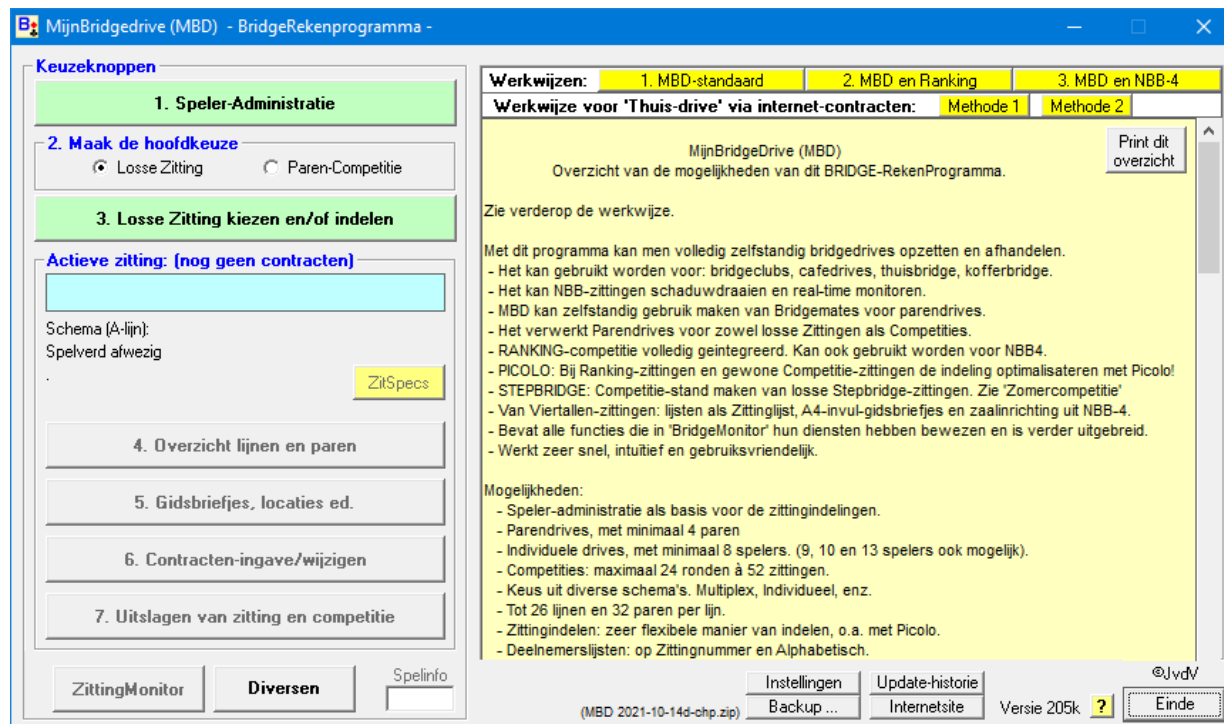 MijnBridgedrive (MBD) - BridgeRekenprogramma -
Keuzeknoppen
1. Speler-Administratie
2. Maak de hoofdkeuze
Losse Zitting Paren-Competitie
3. Losse Zitting kiezen en/of indelen
Actieve zitting: (nog geen contracten)
Schema (A-lijn):
Spelverd afwezig
.
ZitSpecs
4. Overzicht lijnen en paren
5. Gidsbriefjes, locaties ed.
6. Contracten-ingave/wijzigen
7. Uitslagen van zitting en competitie
ZittingMonitor Diversen Spelinfo
Werkwijzen: 1. MBD-standaard 2. MBD en Ranking 3. MBD en NBB-4
Werkwijze voor 'Thuis-drive' via internet-contracten: Methode 1 Methode 2
Print dit
overzicht
MijnBridgeDrive (MBD)
Overzicht van de mogelijkheden van dit BRIDGE-RekenProgramma.
Zie verderop de werkwijze.
Met dit programma kan men volledig zelfstandig bridgedrives opzetten en afhandelen.
- Het kan gebruikt worden voor: bridgeclubs, cafedrives, thuisbridge, kofferbridge.
- Het kan NBB-zittingen schaduwdraaien en real-time monitoren.
- MBD kan zelfstandig gebruik maken van Bridgemates voor parendrives.
- Het verwerkt Parendrives voor zowel losse Zittingen als Competities.
- RANKING-competitie volledig geintegreerd. Kan ook gebruikt worden voor NBB4.
- PICOLO: Bij Ranking-zittingen en gewone Competitie-zittingen de indeling optimalisateren met Picolo!
- STEPBRIDGE: Competitie-stand maken van losse Stepbridge-zittingen. Zie 'Zomercompetitie'
- Van Viertallen-zittingen: lijsten als Zittinglijst, A4-invul-gidsbriefjes en zaalinrichting uit NBB-4.
- Bevat alle functies die in 'BridgeMonitor' hun diensten hebben bewezen en is verder uitgebreid.
- Werkt zeer snel, intuïtief en gebruiksvriendelijk.
Mogelijkheden:
- Speler-administratie als basis voor de zittingindelingen.
- Parendrives, met minimaal 4 paren
- Individuele drives, met minimaal 8 spelers. (9, 10 en 13 spelers ook mogelijk).
- Competities: maximaal 24 ronden à 52 zittingen.
- Keus uit diverse schema's. Multiplex, Individueel, enz.
- Tot 26 lijnen en 32 paren per lijn.
- Zittingindelen: zeer flexibele manier van indelen, o.a. met Picolo.
- Deelnemerslijsten: op Zittingnummer en Alphabetisch.
Instellingen Update-historie ©JvdV
(MBD 2021-10-14d-chp.zip) Backup ... Internetsite Versie 205k ? Einde